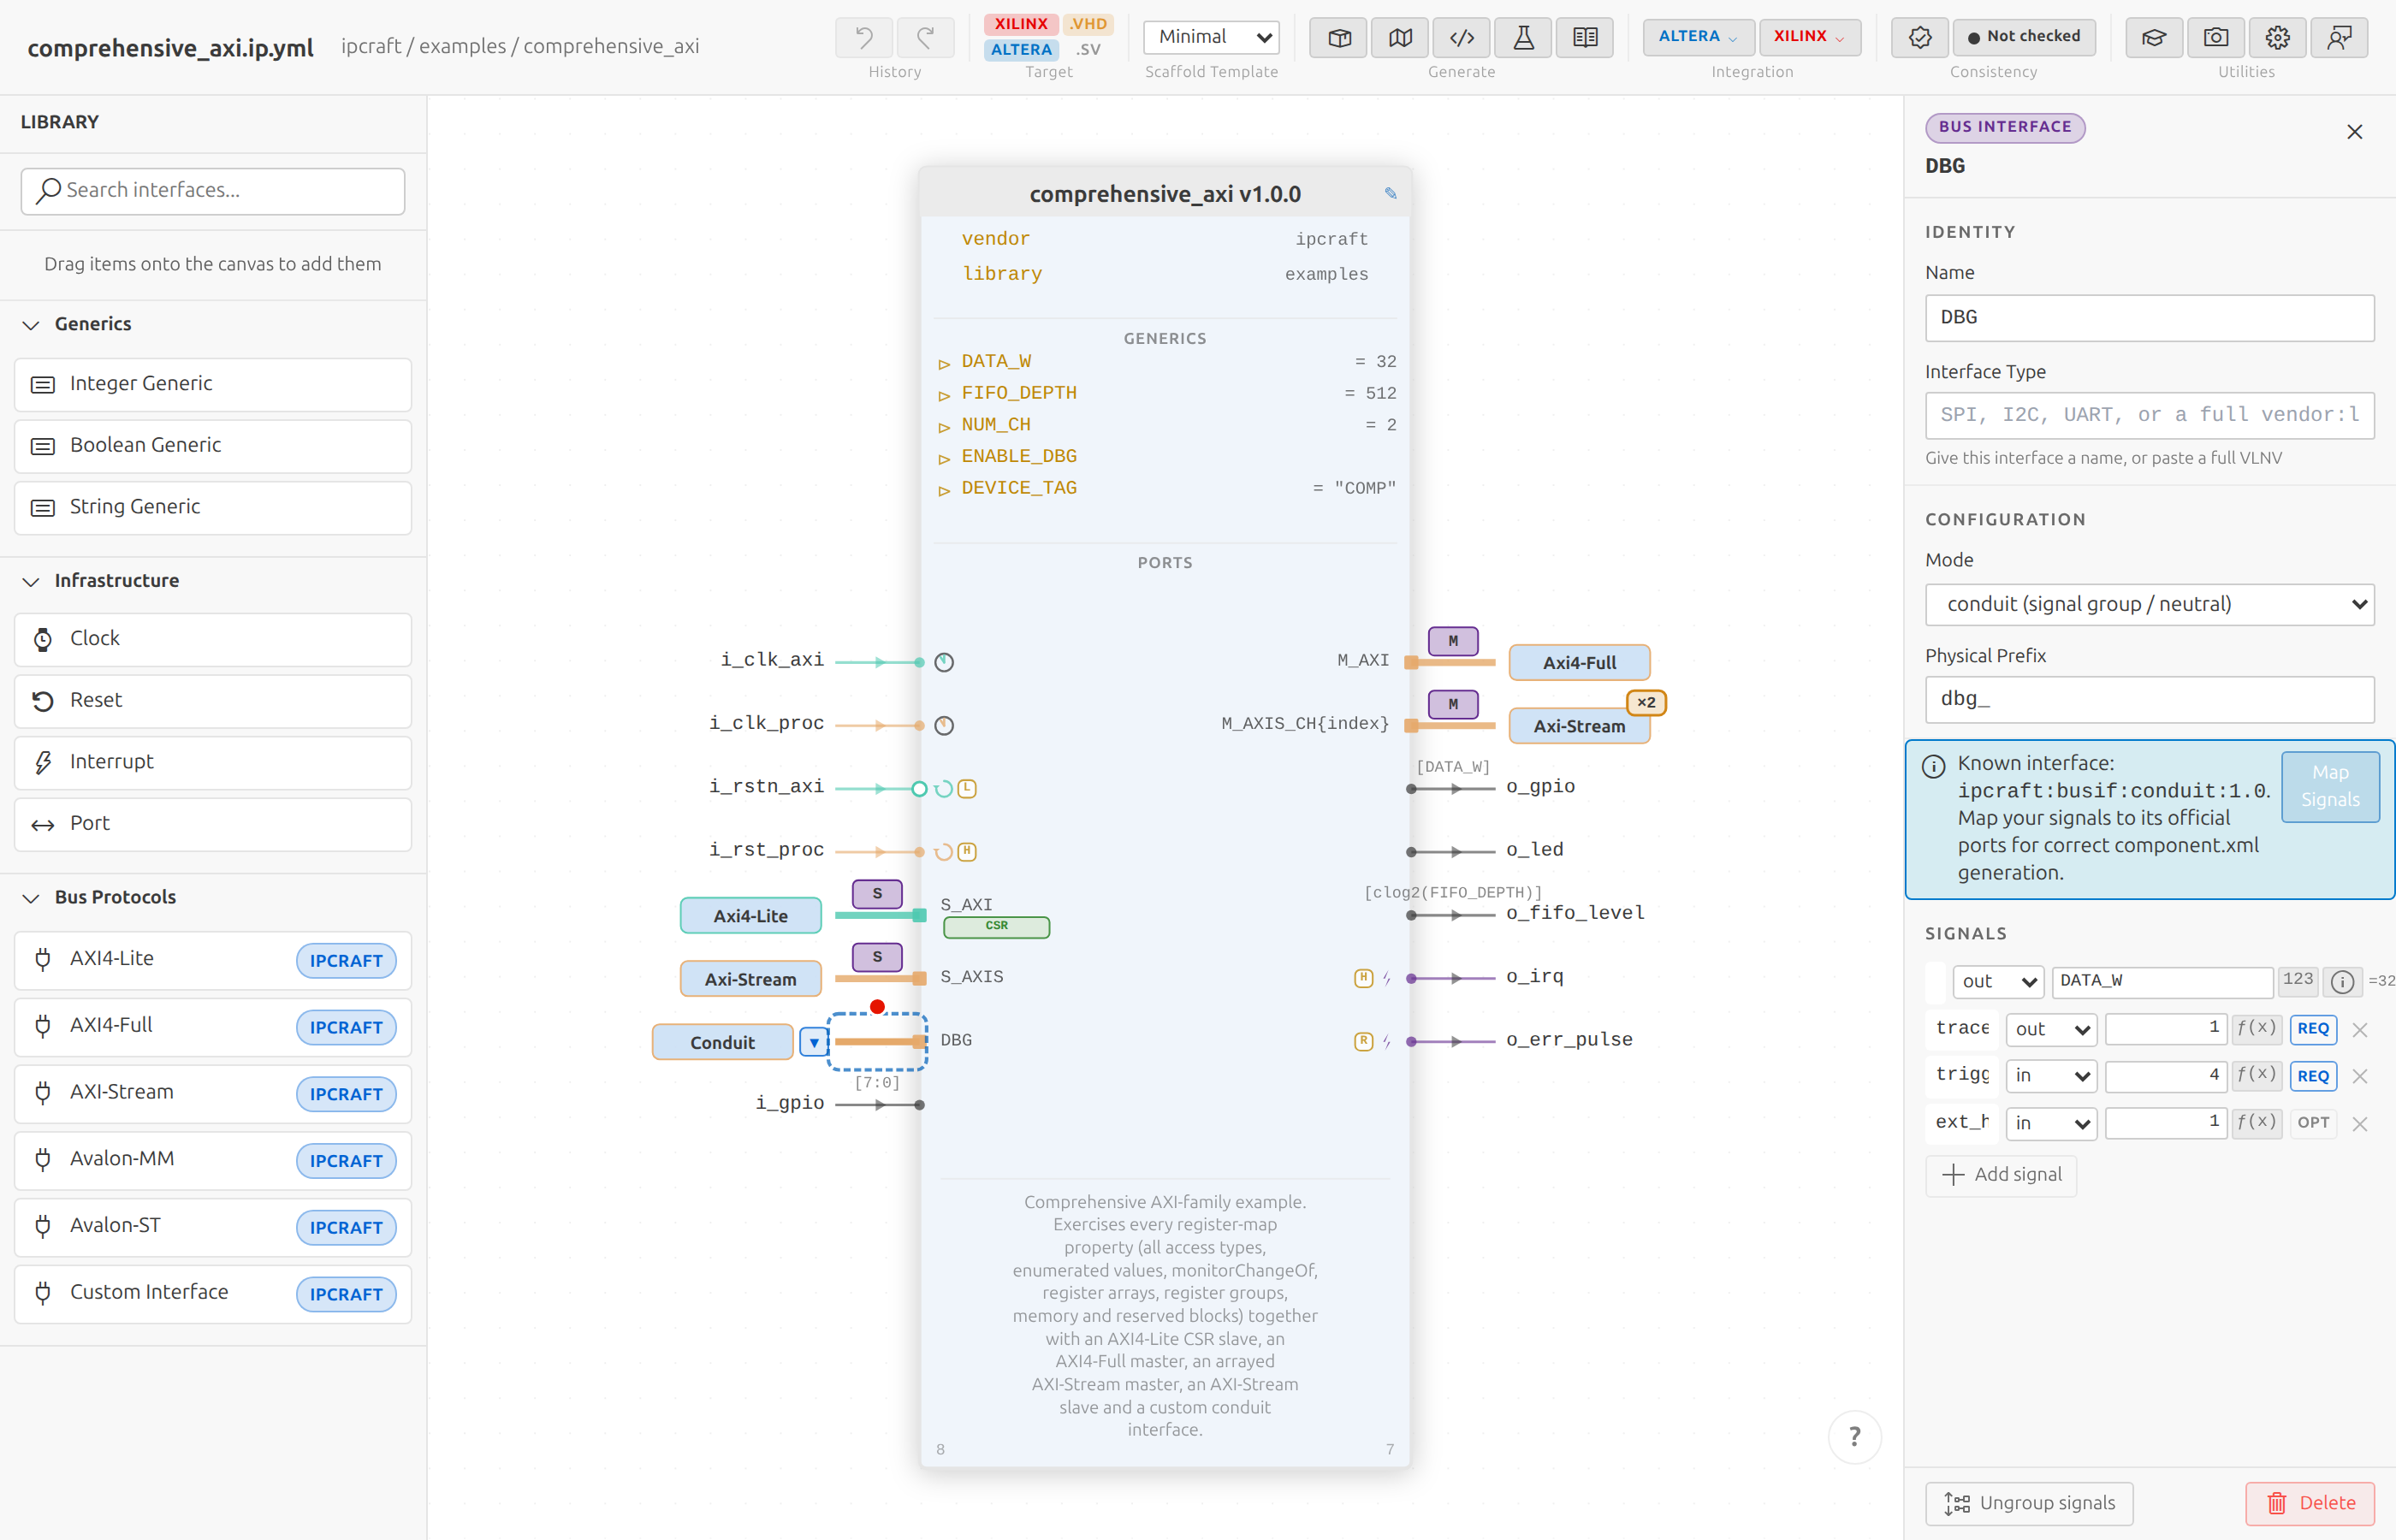 comprehensive_axi.ip.yml
ipcraft / examples / comprehensive_axi
History
XILINX .VHD
ALTERA .SV
Target
Minimal
Scaffold Template
Generate
ALTERA XILINX
Integration
Not checked
Consistency
Utilities
LIBRARY
Search interfaces...
Drag items onto the canvas to add them
Generics
Integer Generic
Boolean Generic
String Generic
Infrastructure
Clock
Reset
Interrupt
Port
Bus Protocols
AXI4-Lite IPCRAFT
AXI4-Full IPCRAFT
AXI-Stream IPCRAFT
Avalon-MM IPCRAFT
Avalon-ST IPCRAFT
Custom Interface IPCRAFT
comprehensive_axi v1.0.0
vendor ipcraft
library examples
GENERICS
DATA_W = 32
FIFO_DEPTH = 512
NUM_CH = 2
ENABLE_DBG
DEVICE_TAG = "COMP"
PORTS
i_clk_axi
i_clk_proc
i_rstn_axi L
i_rst_proc H
Axi4-Lite S S_AXI
CSR
Axi-Stream S S_AXIS
Conduit DBG
[7:0]
i_gpio
M_AXI M Axi4-Full
M_AXIS_CH{index} M Axi-Stream ×2
[DATA_W]
o_gpio
o_led
[clog2(FIFO_DEPTH)]
o_fifo_level
H o_irq
R o_err_pulse
Comprehensive AXI-family example.
Exercises every register-map
property (all access types,
enumerated values, monitorChangeOf,
register arrays, register groups,
memory and reserved blocks) together
with an AXI4-Lite CSR slave, an
AXI4-Full master, an arrayed
AXI-Stream master, an AXI-Stream
slave and a custom conduit
interface.
8 7
?
BUS INTERFACE
DBG
IDENTITY
Name
DBG
Interface Type
SPI, I2C, UART, or a full vendor:l
Give this interface a name, or paste a full VLNV
CONFIGURATION
Mode
conduit (signal group / neutral)
Physical Prefix
dbg_
Known interface:
ipcraft:busif:conduit:1.0.
Map your signals to its official
ports for correct component.xml
generation.
Map
Signals
SIGNALS
out DATA_W 123 =32
trace out 1 ƒ(x) REQ
trigg in 4 ƒ(x) REQ
ext_h in 1 ƒ(x) OPT
Add signal
Ungroup signals
Delete